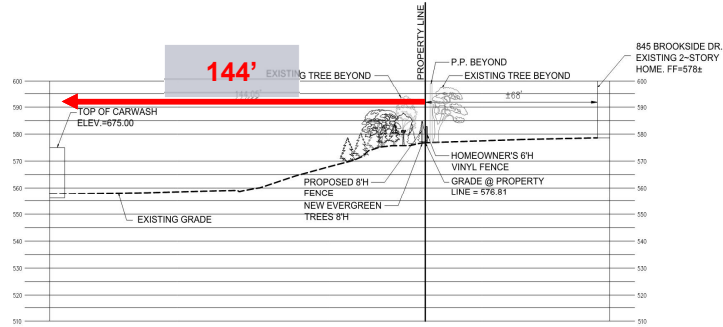 845 BROOKSIDE DR.
EXISTING 2~STORY
HOME. FF=578±
PROPERTY LINE
P.P. BEYOND
EXISTING TREE BEYOND
144'
EXISTING TREE BEYOND
144.05'
±68'
TOP OF CARWASH
ELEV.=675.00
HOMEOWNER'S 6'H
VINYL FENCE
GRADE @ PROPERTY
LINE = 576.81
PROPOSED 8'H
FENCE
NEW EVERGREEN
TREES 8'H
EXISTING GRADE
600
590
580
570
560
550
540
530
520
510
600
590
580
570
560
550
540
530
520
510